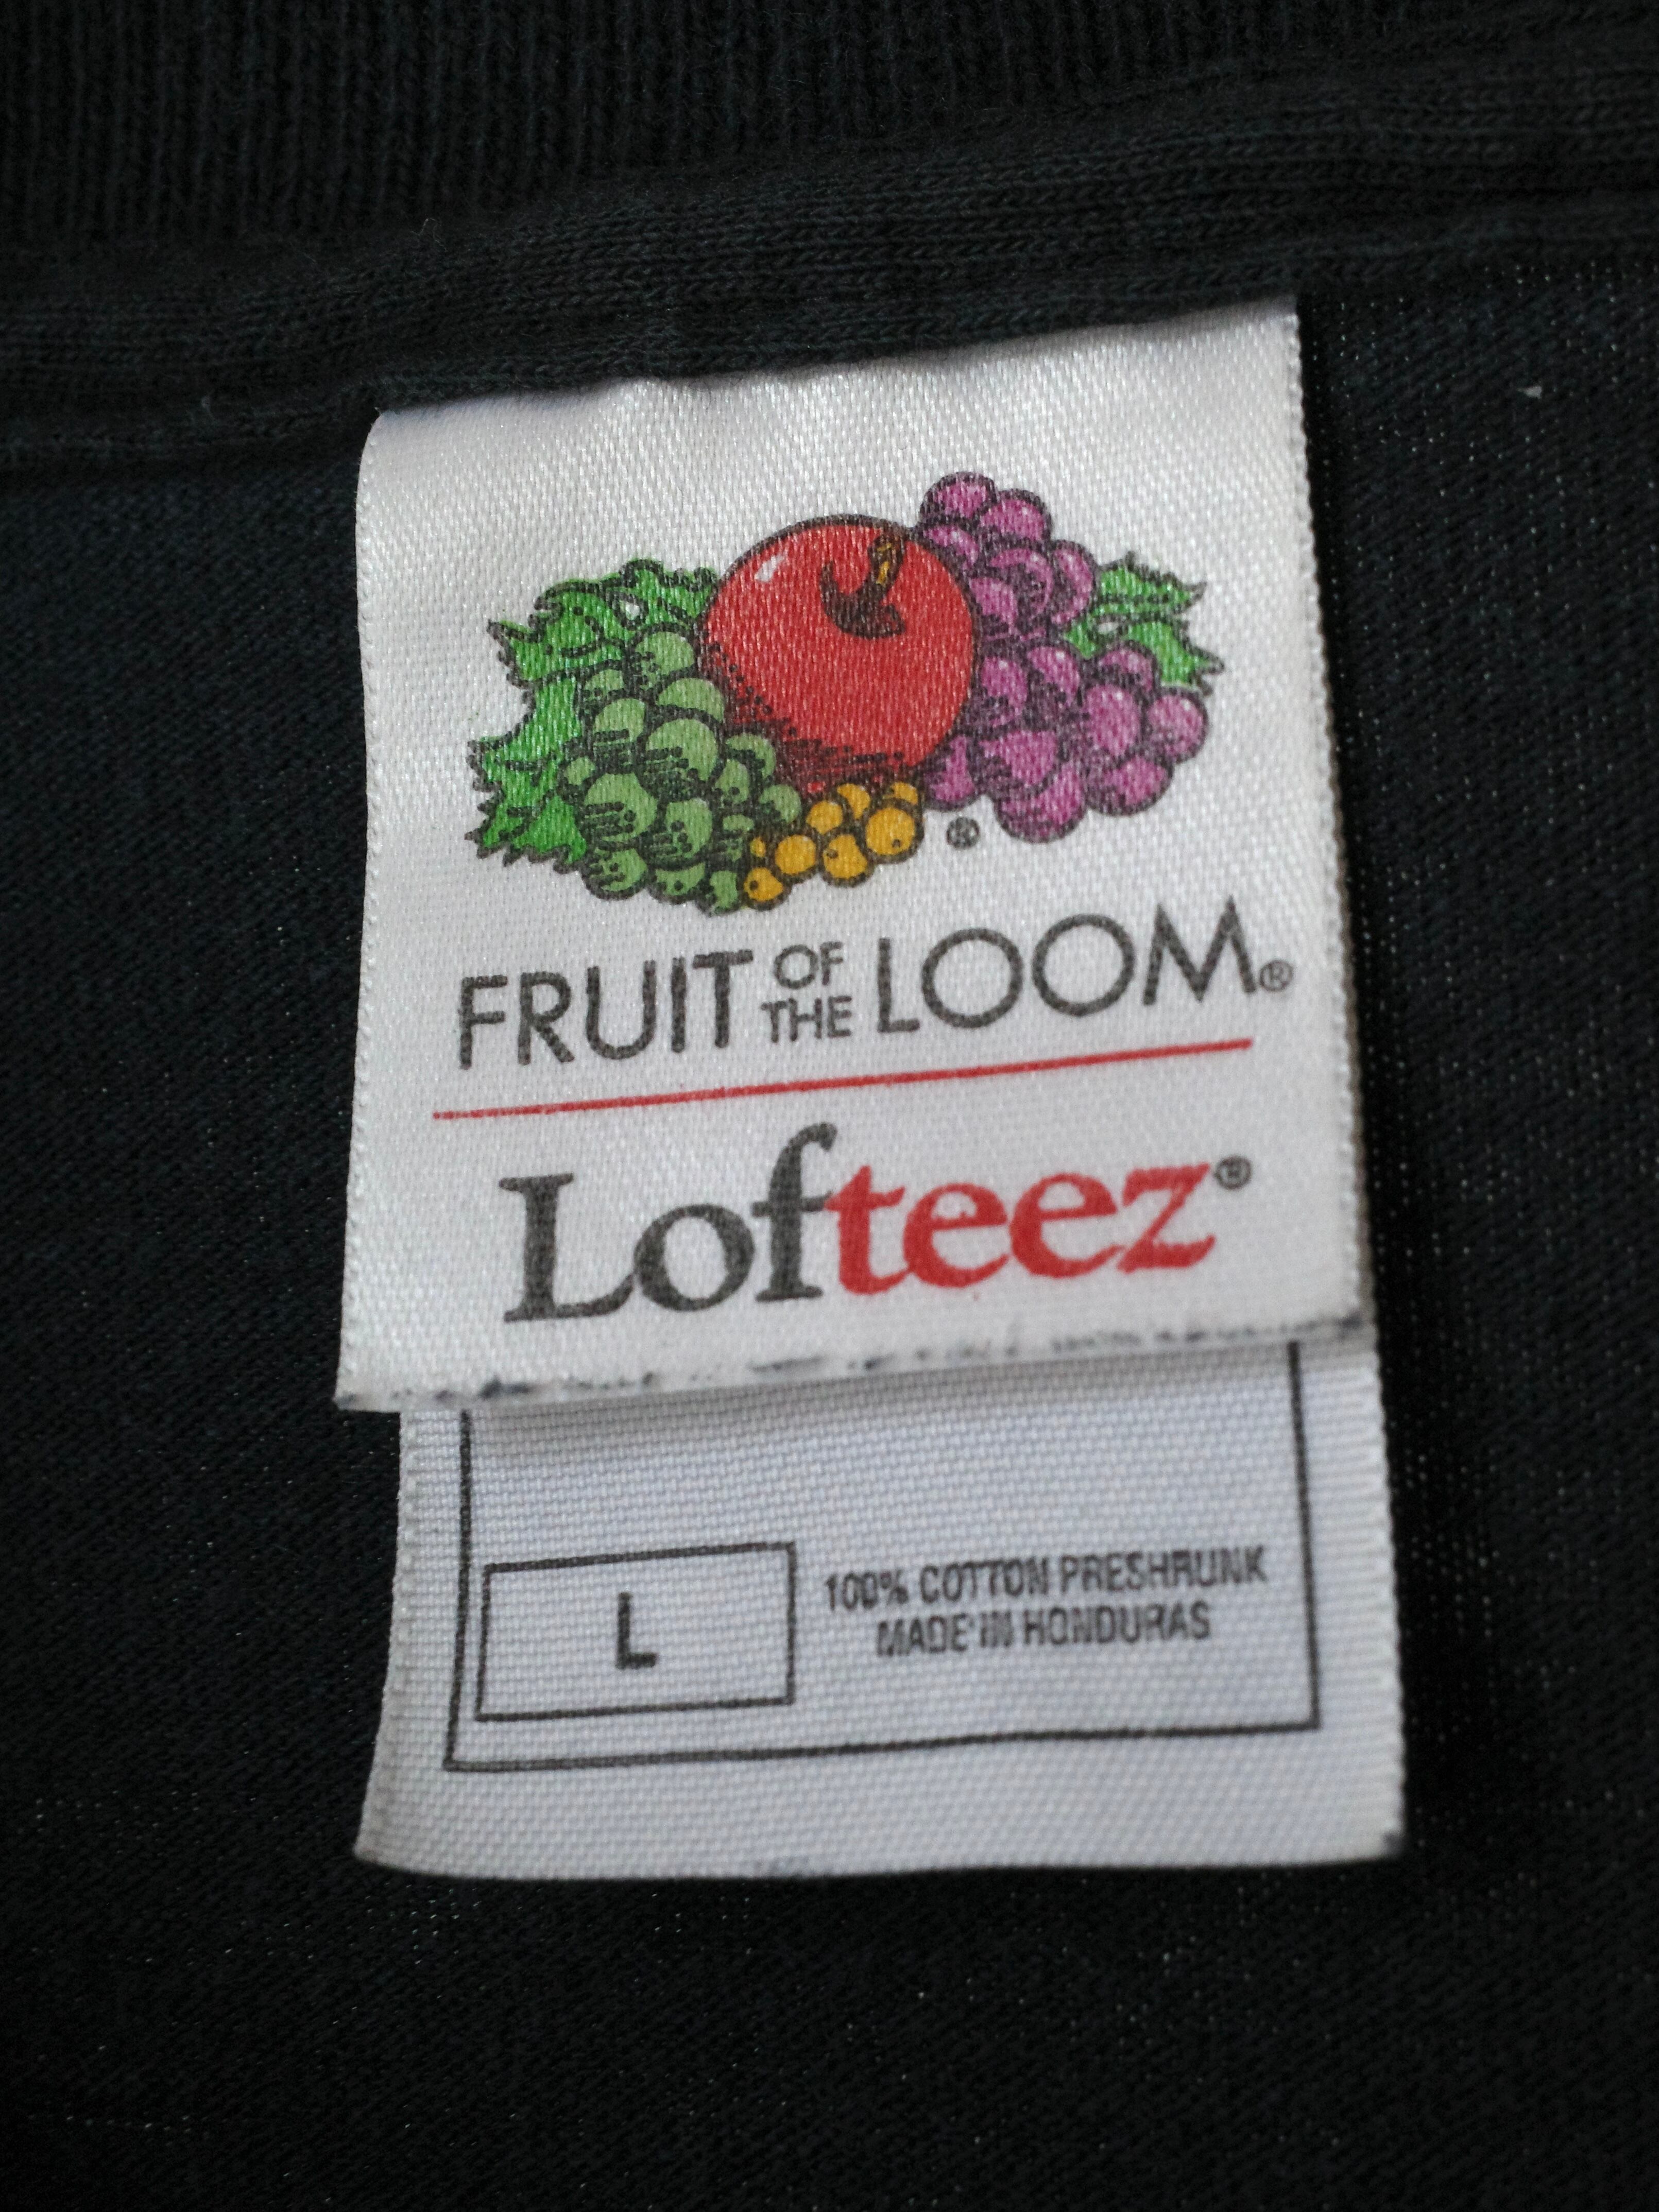 ®
FRUIT OF THE LOOM®
Lofteez®
L
100% COTTON PRESHRUNK
MADE IN HONDURAS